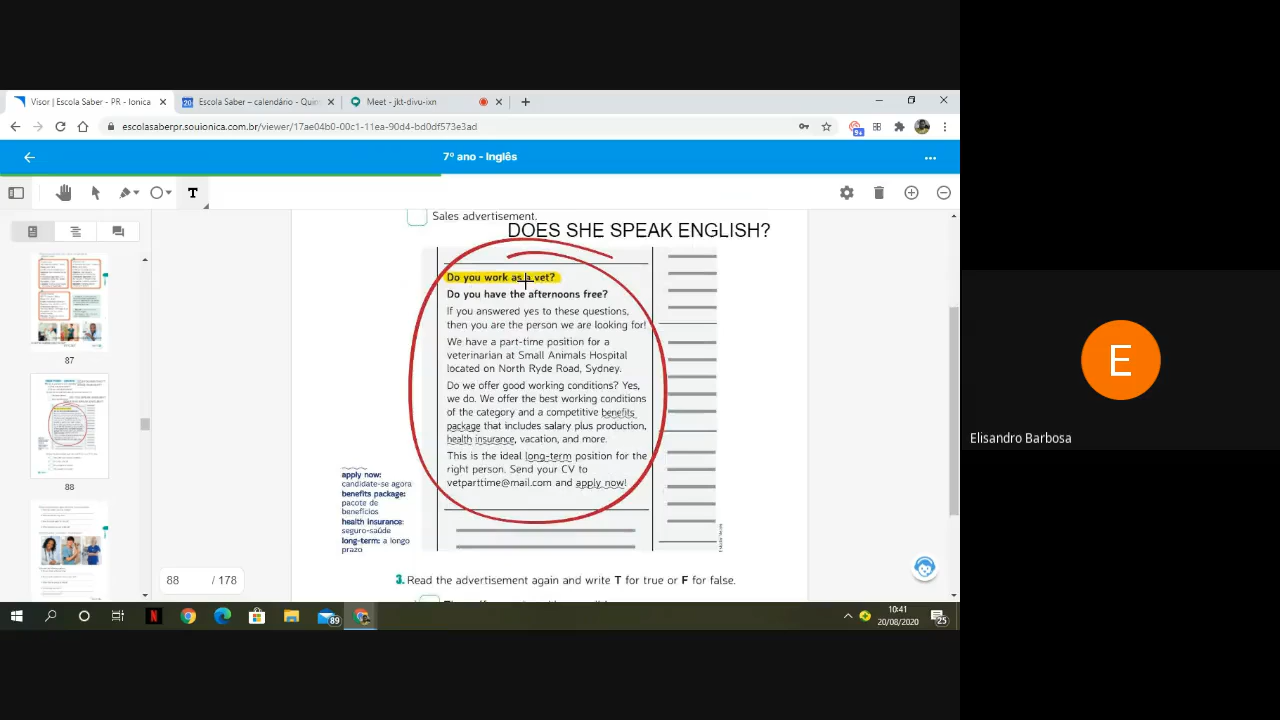 Visor | Escola Saber - PR - Ionica
Escola Saber – calendário - Quin
Meet - jkt-divu-ixn
escolasaberpr.souionica.com.br/viewer/17ae04b0-00c1-11ea-90d4-bd0df573e3ad
9+
7º ano - Inglês
T
Sales advertisement.
DOES SHE SPEAK ENGLISH?
Do you work as a vet?
Do you have the afternoons free?
If you answered yes to these questions,
then you are the person we are looking for!
We have a part-time position for a
veterinarian at Small Animals Hospital
located on North Ryde Road, Sydney.
Do we offer good working conditions? Yes,
we do. We offer the best working conditions
of the category and a competitive benefits
package that includes salary plus production,
health insurance, vacation, and more.
This is the ideal long-term position for the
right person. Send your CV to
vetparttime@mail.com and apply now!
apply now:
candidate-se agora
benefits package:
pacote de
benefícios
health insurance:
seguro-saúde
long-term: a longo
prazo
87
88
88 / 178
3. Read the advertisement again and write T for true or F for false.
E
Elisandro Barbosa
89
10:41
20/08/2020
25